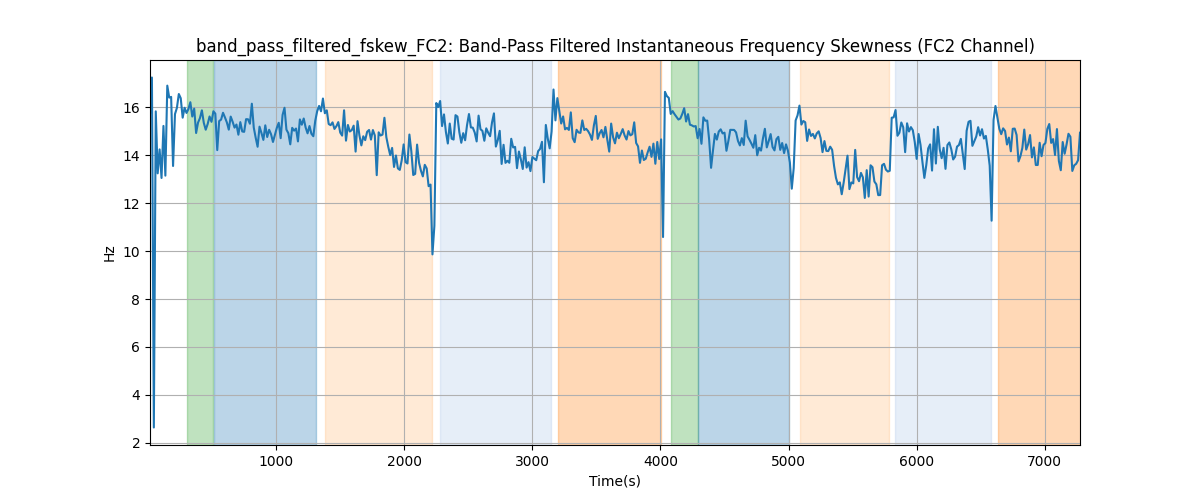 band_pass_filtered_fskew_FC2: Band-Pass Filtered Instantaneous Frequency Skewness (FC2 Channel)
16
14
12
10
8
6
4
2
Hz
1000 2000 3000 4000 5000 6000 7000
Time(s)